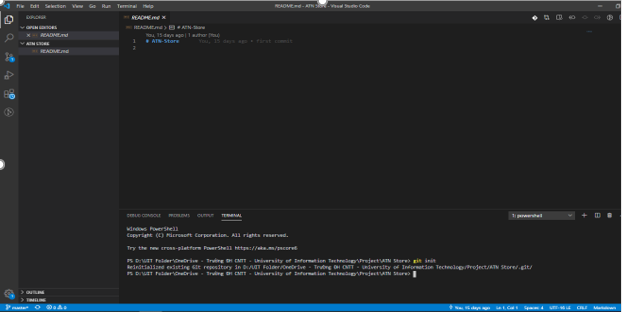 File Edit Selection View Go Run Terminal Help
README.md - ATN Store - Visual Studio Code
EXPLORER
OPEN EDITORS
README.md
ATN STORE
README.md
OUTLINE
TIMELINE
README.md
README.md > # ATN-Store
You, 15 days ago | 1 author (You)
1 # ATN-Store You, 15 days ago • first commit
2
DEBUG CONSOLE PROBLEMS OUTPUT TERMINAL
1: powershell
Windows PowerShell
Copyright (C) Microsoft Corporation. All rights reserved.
Try the new cross-platform PowerShell https://aka.ms/pscore6
PS D:\UIT Folder\OneDrive - Trường ĐH CNTT - University of Information Technology\Project\ATN Store> git init
Reinitialized existing Git repository in D:/UIT Folder/OneDrive - Trường ĐH CNTT - University of Information Technology/Project/ATN Store/.git/
PS D:\UIT Folder\OneDrive - Trường ĐH CNTT - University of Information Technology\Project\ATN Store>
master* 0 0 You, 15 days ago Ln 1, Col 1 Spaces: 4 UTF-16 LE CRLF Markdown